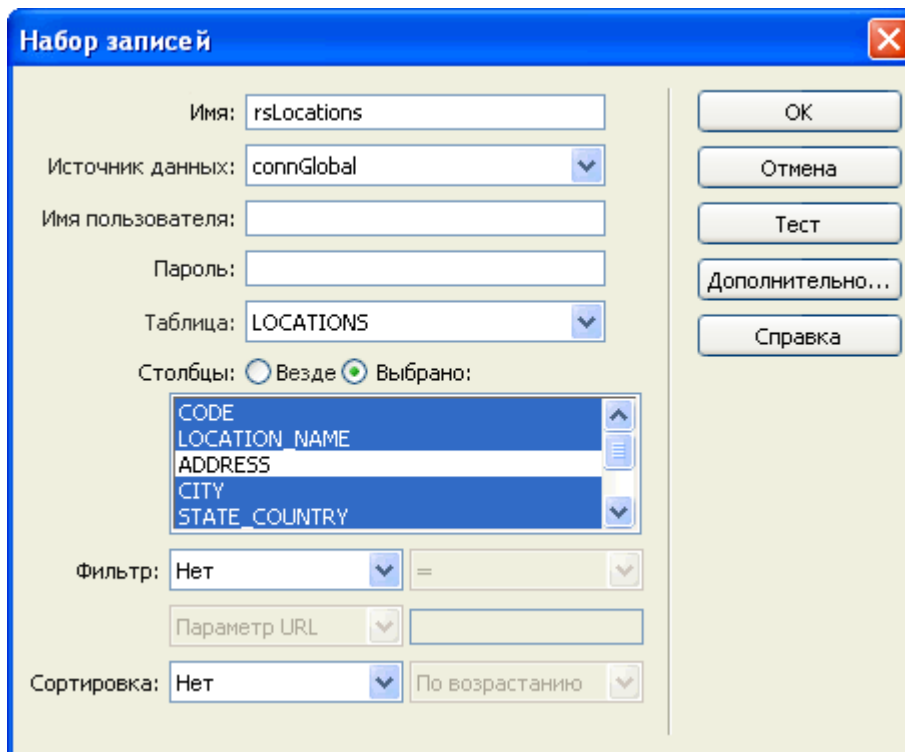 Набор записей
Имя: rsLocations
OK
Источник данных: connGlobal
Отмена
Имя пользователя:
Тест
Пароль:
Дополнительно...
Таблица: LOCATIONS
Справка
Столбцы: Везде Выбрано:
CODE
LOCATION_NAME
ADDRESS
CITY
STATE_COUNTRY
Фильтр: Нет =
Параметр URL
Сортировка: Нет По возрастанию